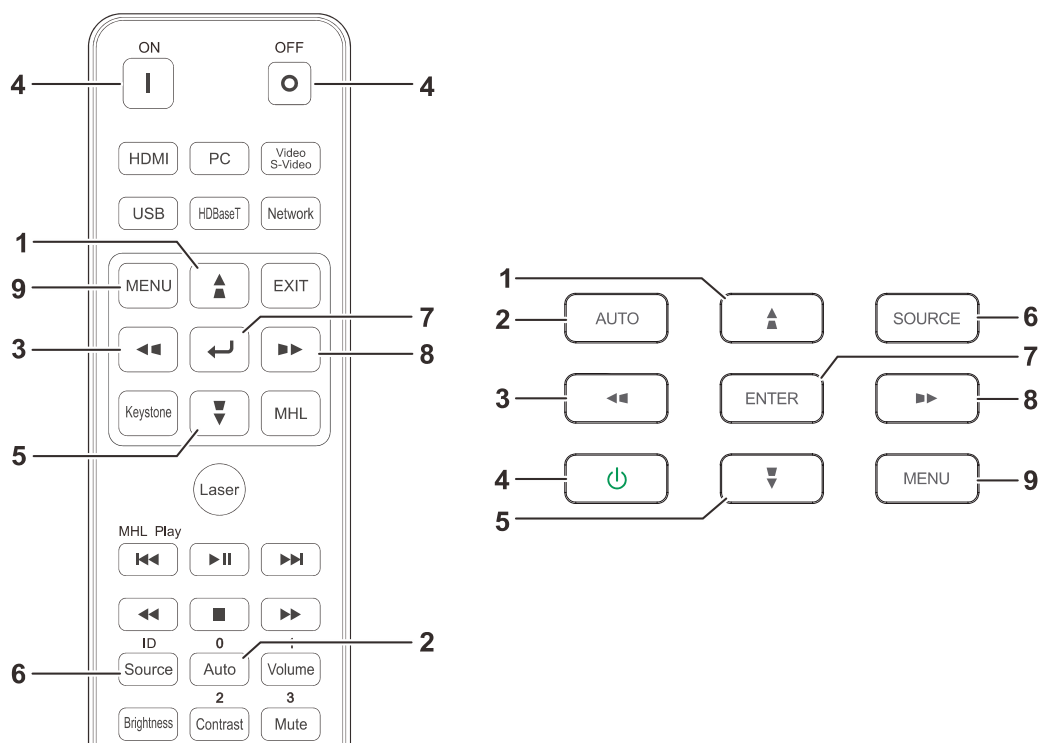 ON OFF
4 4
HDMI PC Video
S-Video
USB HDBaseT Network
1
9 MENU EXIT
7
3 8
Keystone MHL
5
Laser
MHL Play
ID 0 :
2
6 Source Auto Volume
2 3
Brightness Contrast Mute
1
2 AUTO SOURCE 6
7
3 ENTER 8
4 MENU 9
5